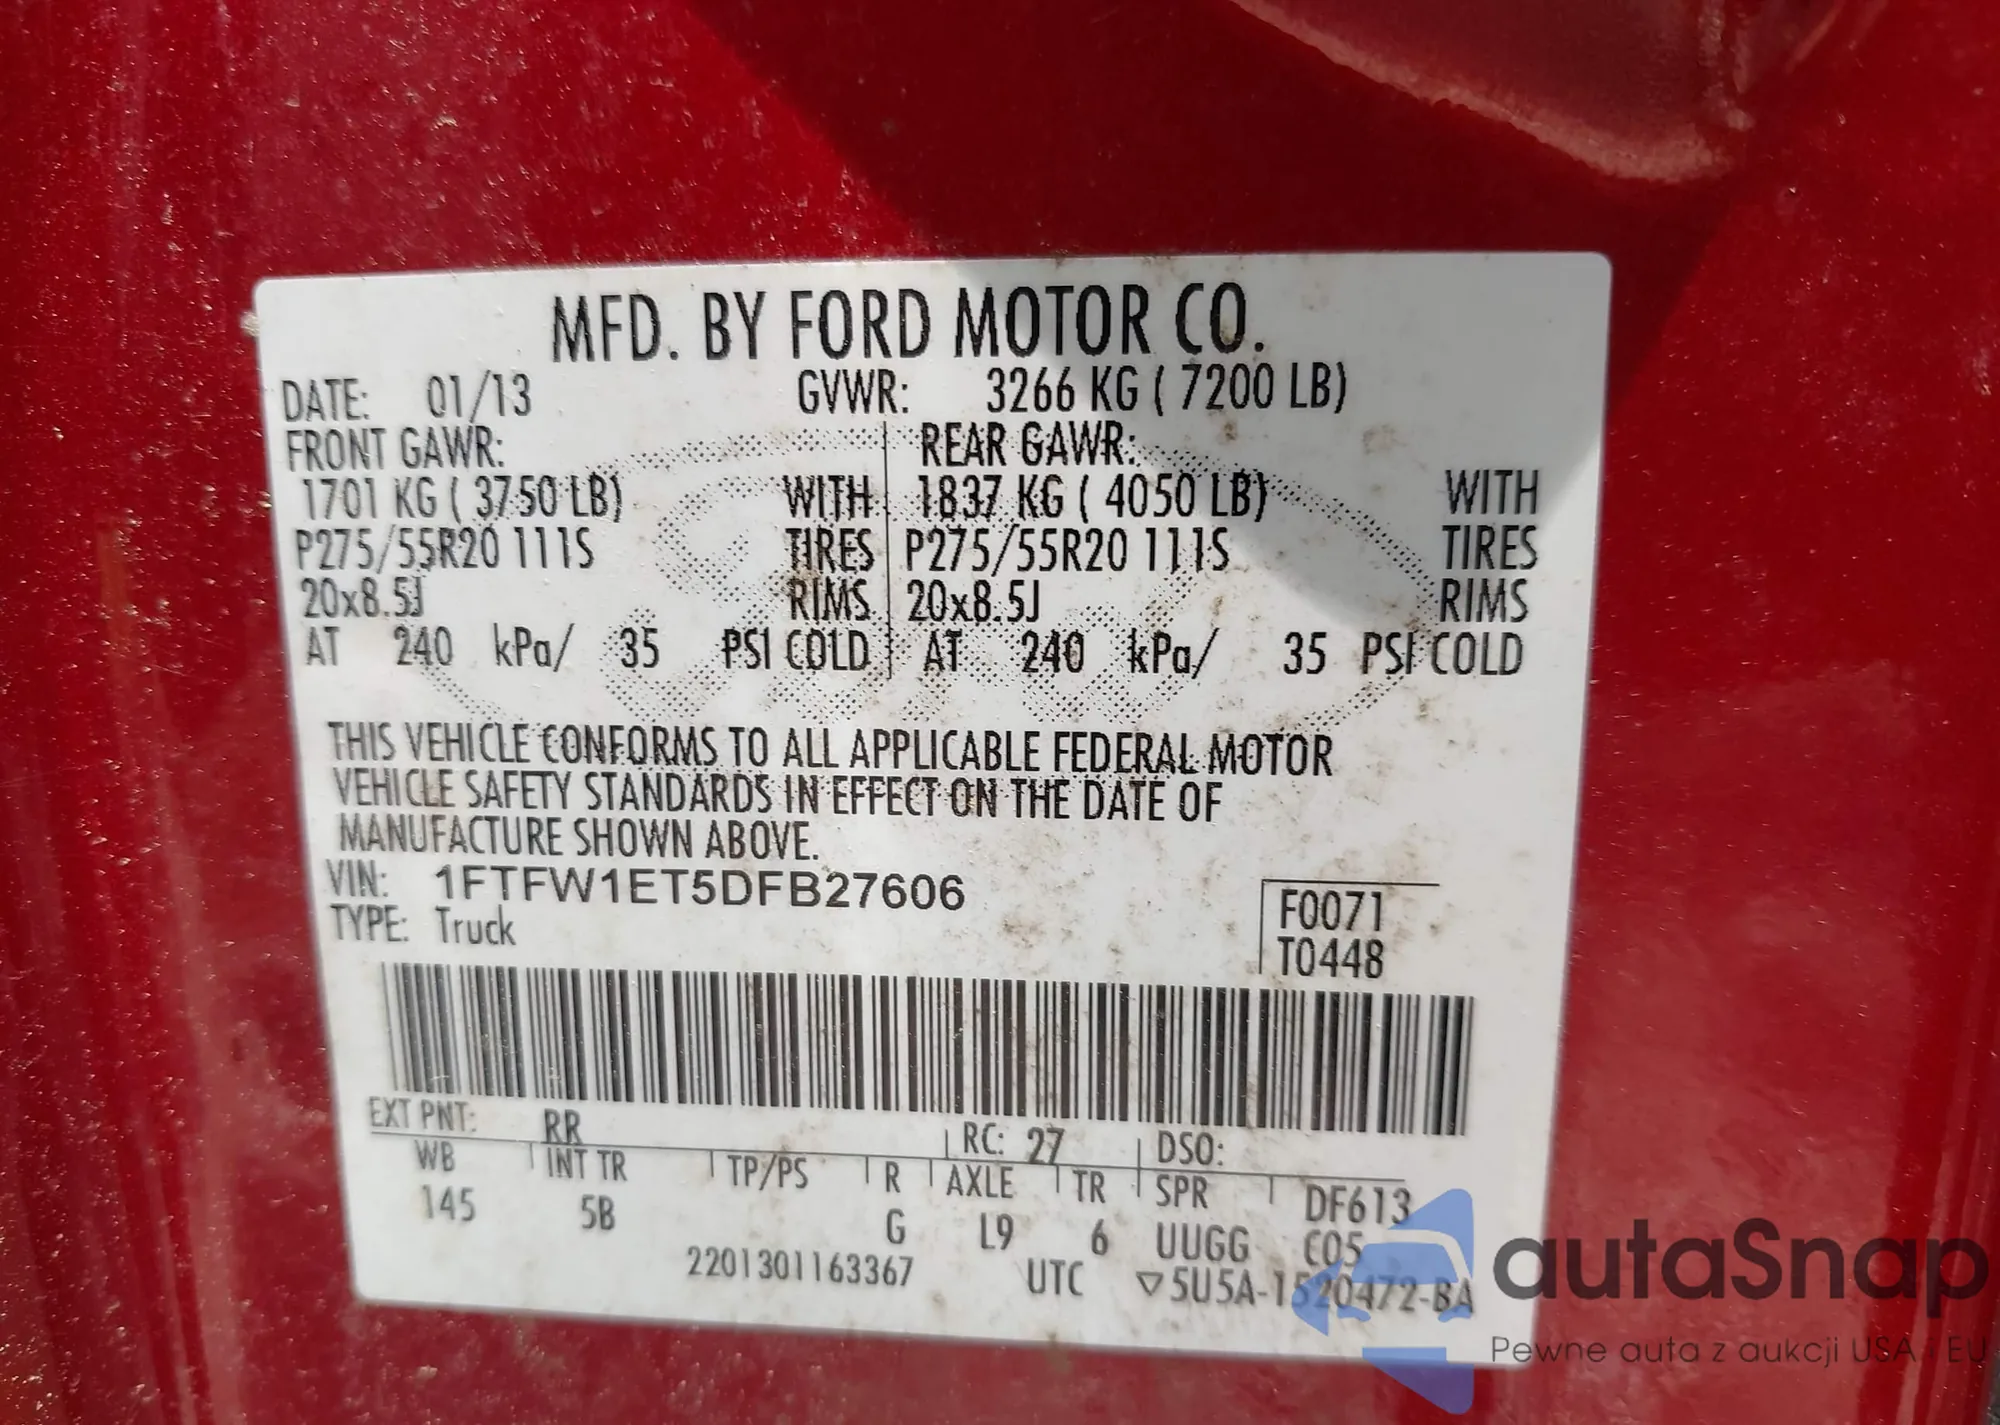 MFD. BY FORD MOTOR CO.
DATE: 01/13 GVWR: 3266 KG ( 7200 LB)
FRONT GAWR: REAR GAWR:
1701 KG ( 3750 LB) WITH 1837 KG ( 4050 LB) WITH
P275/55R20 111S TIRES P275/55R20 111S TIRES
20x8.5J RIMS 20x8.5J RIMS
AT 240 kPa/ 35 PSI COLD AT 240 kPa/ 35 PSI COLD
THIS VEHICLE CONFORMS TO ALL APPLICABLE FEDERAL MOTOR
VEHICLE SAFETY STANDARDS IN EFFECT ON THE DATE OF
MANUFACTURE SHOWN ABOVE.
VIN: 1FTFW1ET5DFB27606
TYPE: Truck
F0071
T0448
EXT PNT: RR RC: 27 DSO:
WB INT TR TP/PS R AXLE TR SPR DF613
145 5B G L9 6 UUGG C05
2201301163367 UTC ▽5U5A-1520472-BA
autaSnap
Pewne auta z aukcji USA i EU